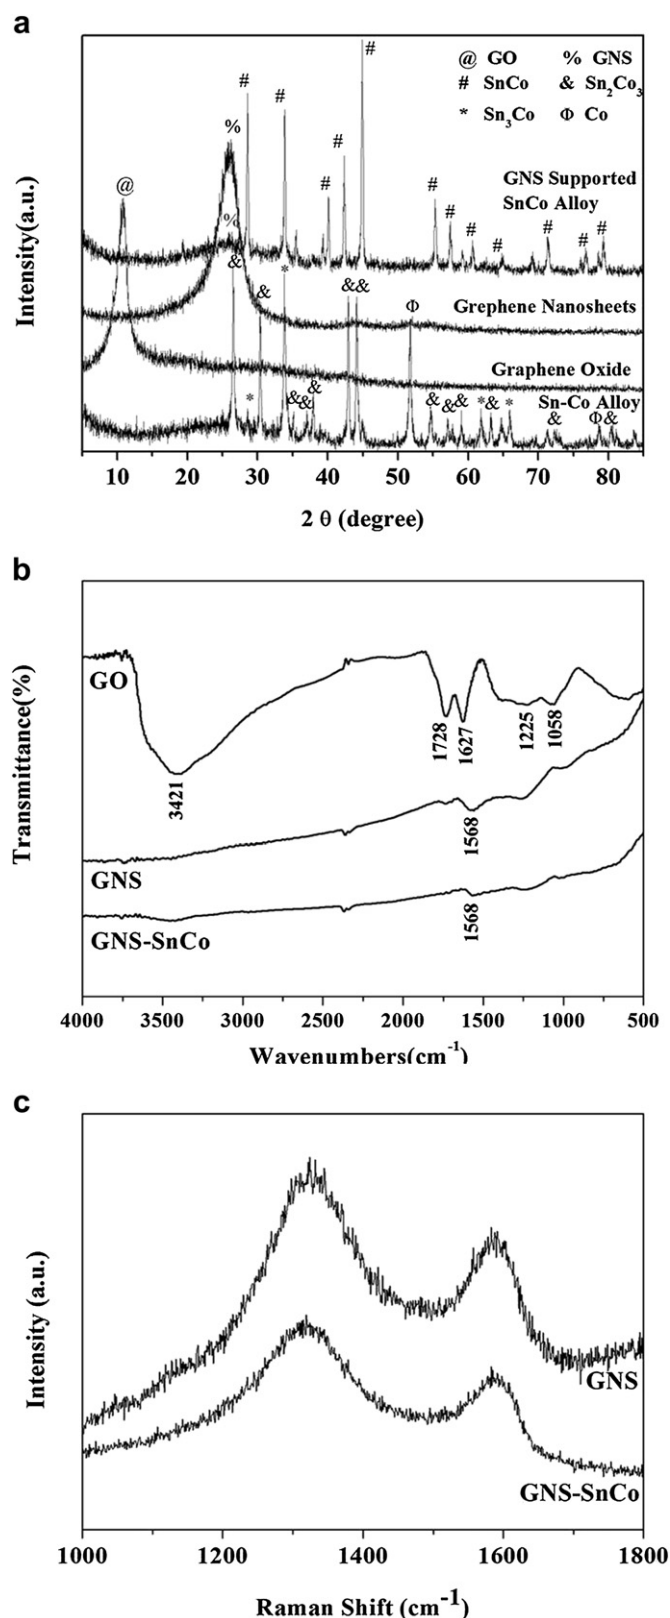 a
@ GO % GNS
# SnCo & Sn₂Co₃
* Sn₃Co Φ Co
# # # # #
% GNS Supported
@ # # SnCo Alloy
# # # # #
%
& & * && Φ Grephene Nanosheets
Graphene Oxide
Sn-Co Alloy
* & & & & & & * & * & Φ &
Intensity(a.u.)
10 20 30 40 50 60 70 80
2 θ (degree)
b
GO
3421
1728
1627
1225
1058
GNS
1568
GNS-SnCo
1568
Transmittance(%)
4000 3500 3000 2500 2000 1500 1000 500
Wavenumbers(cm⁻¹)
c
GNS
GNS-SnCo
Intensity (a.u.)
1000 1200 1400 1600 1800
Raman Shift (cm⁻¹)